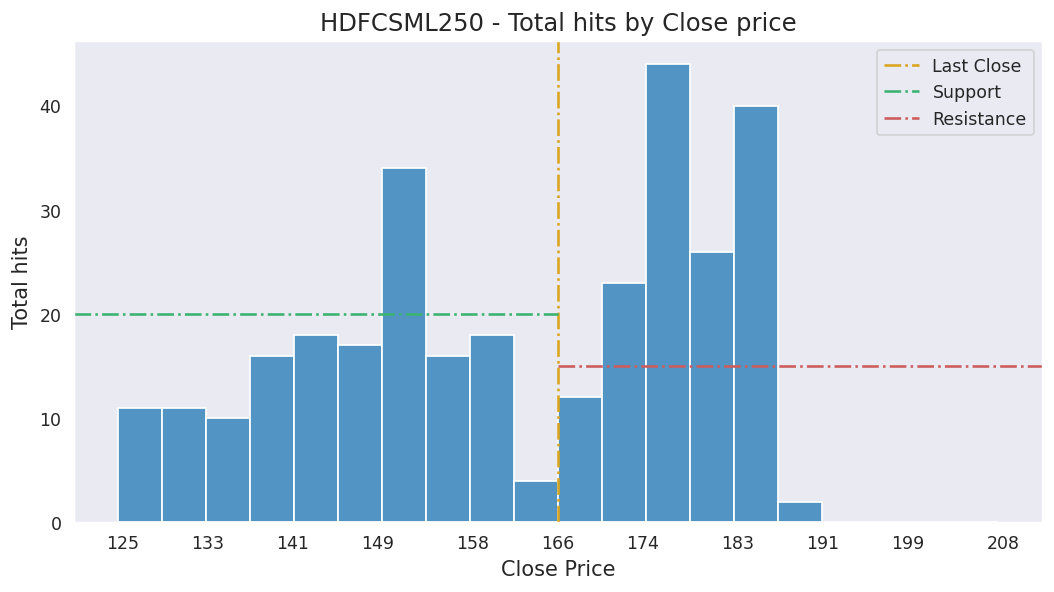 HDFCSML250 - Total hits by Close price
Last Close
Support
Resistance
Total hits
40
30
20
10
0
125 133 141 149 158 166 174 183 191 199 208
Close Price